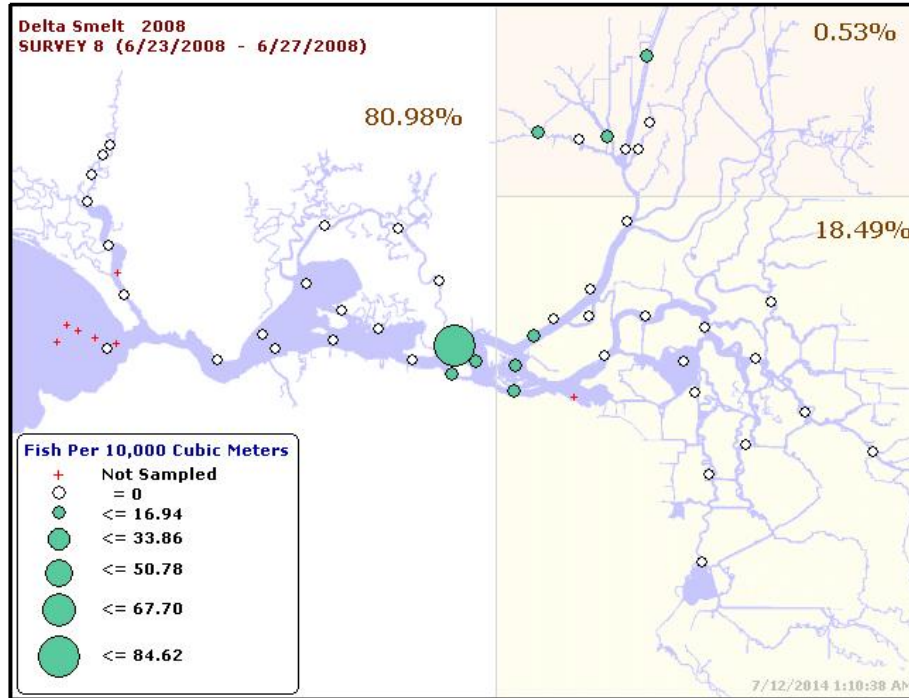 Delta Smelt 2008
SURVEY 8 (6/23/2008 - 6/27/2008)
0.53%
80.98%
18.49%
Fish Per 10,000 Cubic Meters
+ Not Sampled
= 0
<= 16.94
<= 33.86
<= 50.78
<= 67.70
<= 84.62
7/12/2014 1:10:38 AM